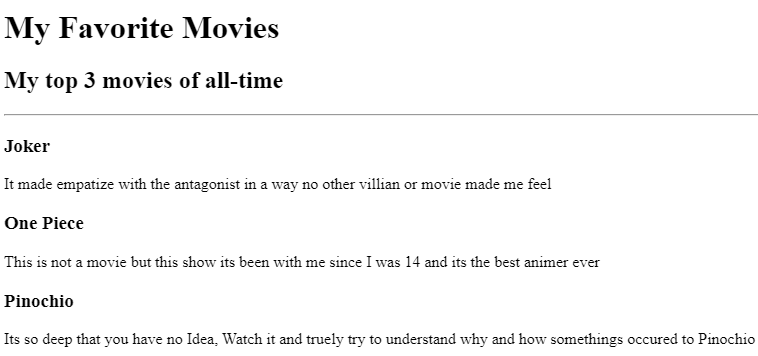 My Favorite Movies
My top 3 movies of all-time
Joker
It made empatize with the antagonist in a way no other villian or movie made me feel
One Piece
This is not a movie but this show its been with me since I was 14 and its the best animer ever
Pinochio
Its so deep that you have no Idea, Watch it and truely try to understand why and how somethings occured to Pinochio